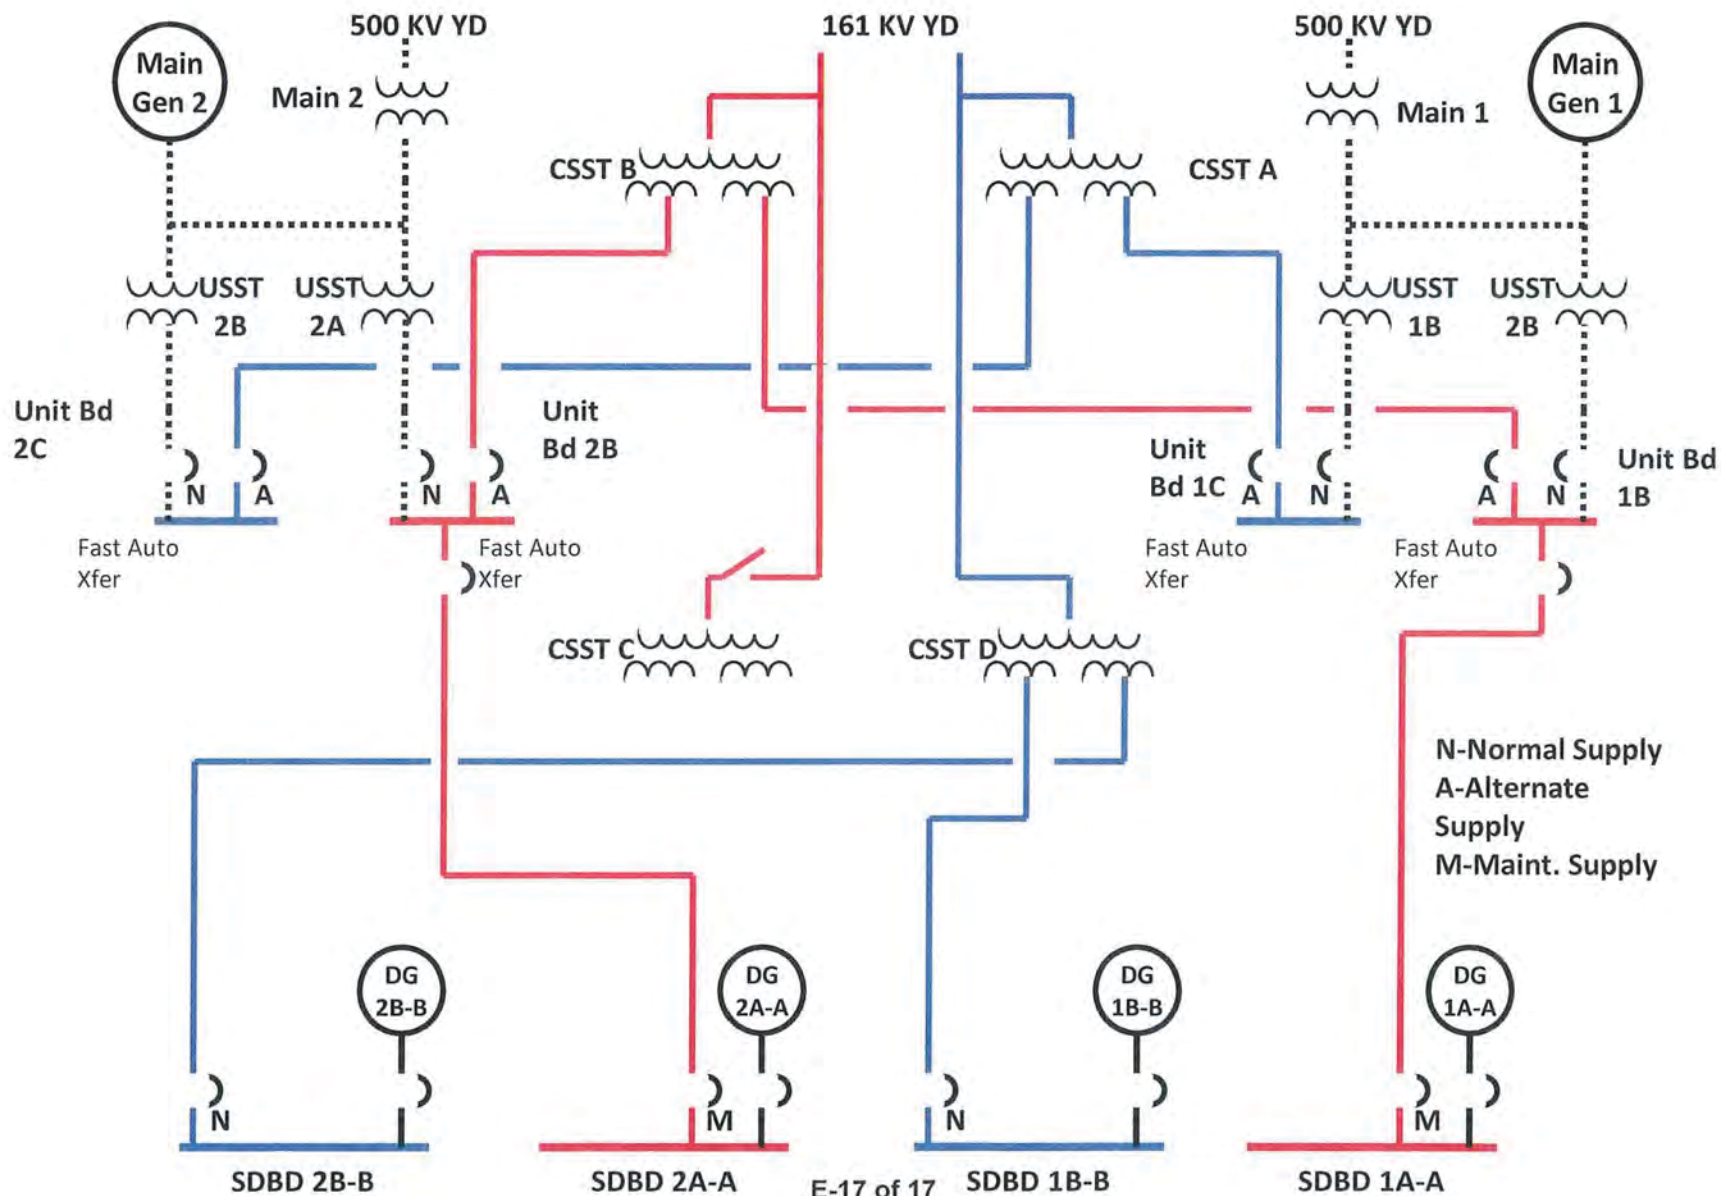 500 KV YD
161 KV YD
500 KV YD
Main
Gen 2
Main 2
Main 1
Main
Gen 1
CSST B
CSST A
USST
2B
USST
2A
USST
1B
USST
2B
Unit Bd
2C
Unit
Bd 2B
Unit
Bd 1C
Unit Bd
1B
N
A
N
A
A
N
A
N
Fast Auto
Xfer
Fast Auto
Xfer
Fast Auto
Xfer
Fast Auto
Xfer
CSST C
CSST D
N-Normal Supply
A-Alternate
Supply
M-Maint. Supply
DG
2B-B
DG
2A-A
DG
1B-B
DG
1A-A
N
M
N
M
SDBD 2B-B
SDBD 2A-A
E-17 of 17
SDBD 1B-B
SDBD 1A-A